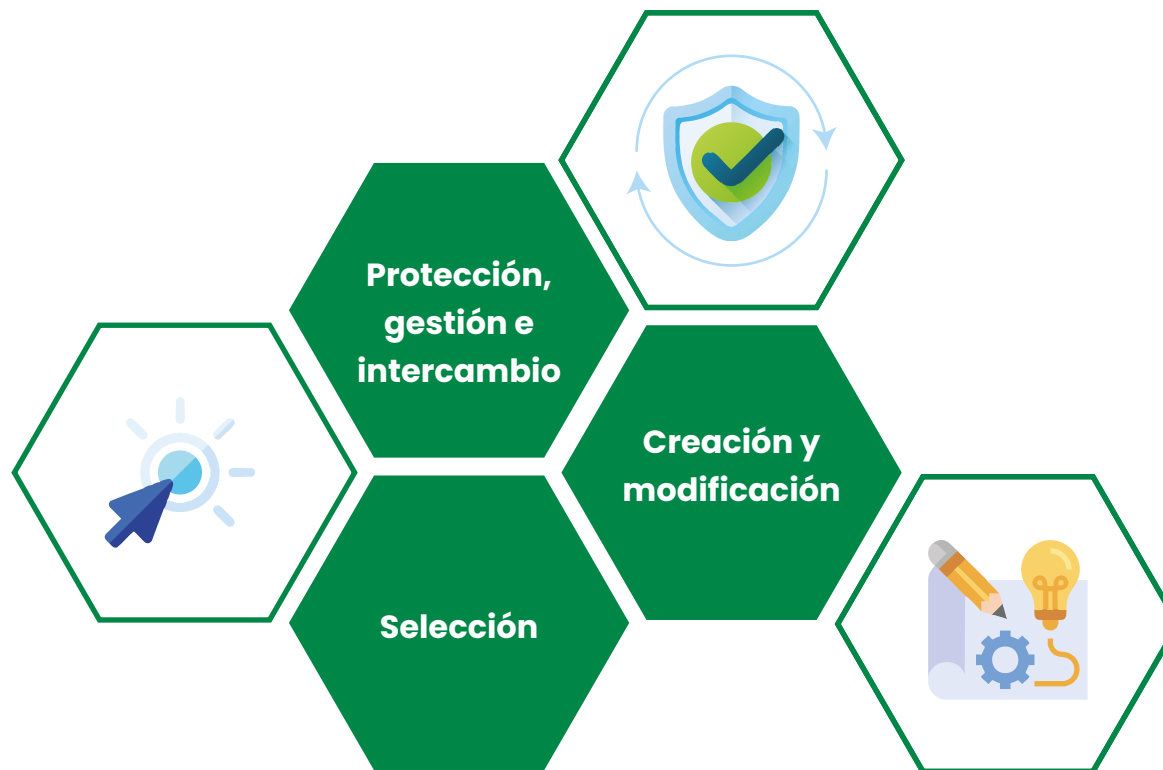 Protección,
gestión e
intercambio
Creación y
modificación
Selección